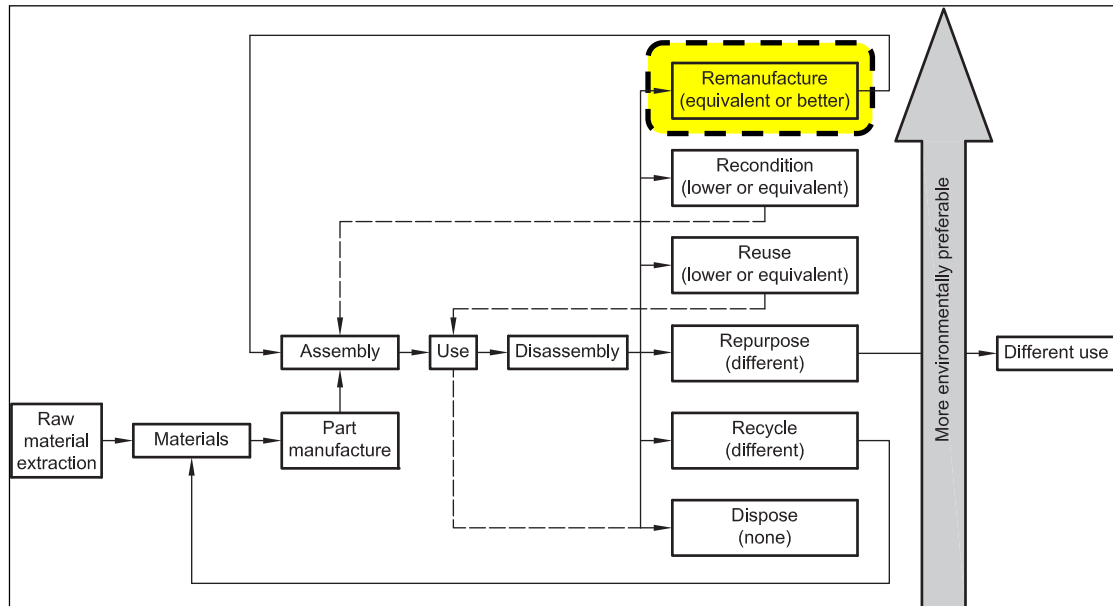 Remanufacture
(equivalent or better)
Recondition
(lower or equivalent)
Reuse
(lower or equivalent)
Assembly
Use
Disassembly
Repurpose
(different)
Different use
Raw
material
extraction
Materials
Part
manufacture
Recycle
(different)
Dispose
(none)
More environmentally preferable